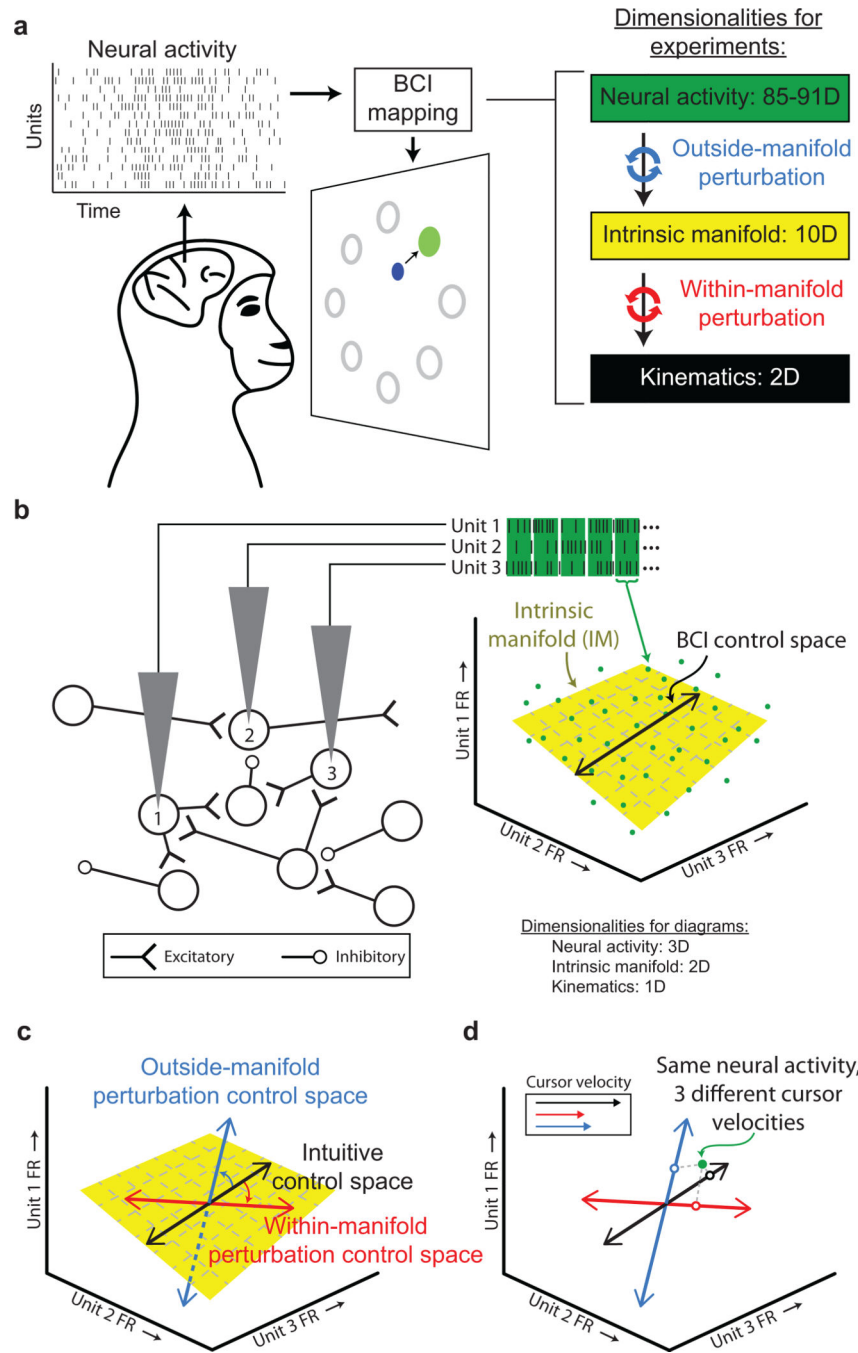 a
Neural activity
Units
Time
BCI
mapping
Dimensionalities for
experiments:
Neural activity: 85-91D
Outside-manifold
perturbation
Intrinsic manifold: 10D
Within-manifold
perturbation
Kinematics: 2D
b
Unit 1
Unit 2
Unit 3
Intrinsic
manifold (IM)
BCI control space
Unit 1 FR →
Unit 2 FR →
Unit 3 FR →
1
2
3
Excitatory
Inhibitory
Dimensionalities for diagrams:
Neural activity: 3D
Intrinsic manifold: 2D
Kinematics: 1D
c
Outside-manifold
perturbation control space
Intuitive
control space
Within-manifold
perturbation control space
Unit 1 FR →
Unit 2 FR →
Unit 3 FR →
d
Cursor velocity
Same neural activity,
3 different cursor
velocities
Unit 1 FR →
Unit 2 FR →
Unit 3 FR →